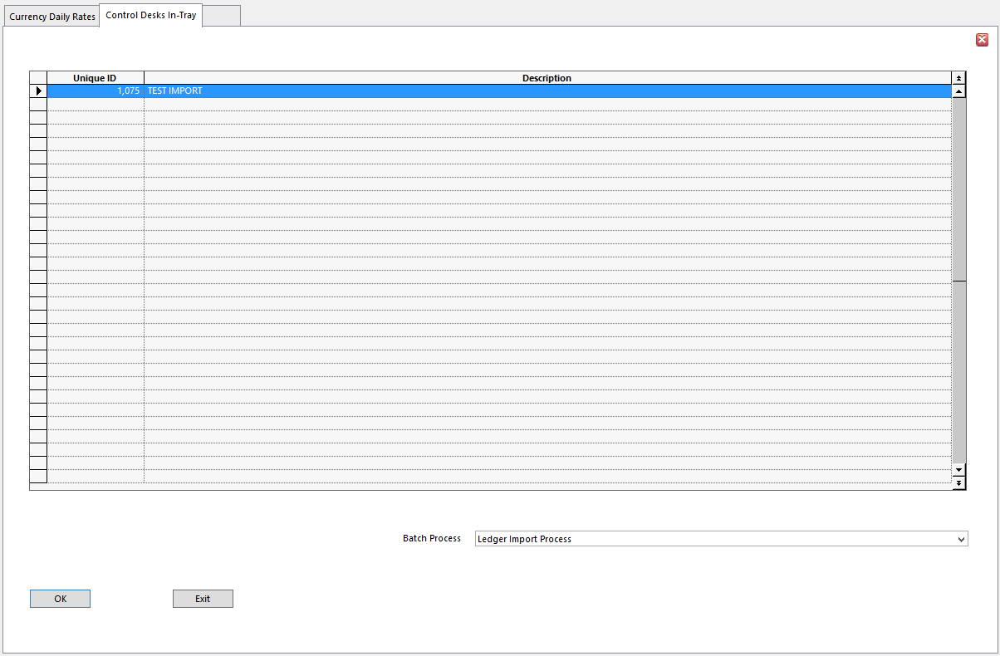 Currency Daily Rates
Control Desks In-Tray
Unique ID Description
1,075 TEST IMPORT
Batch Process Ledger Import Process
OK Exit